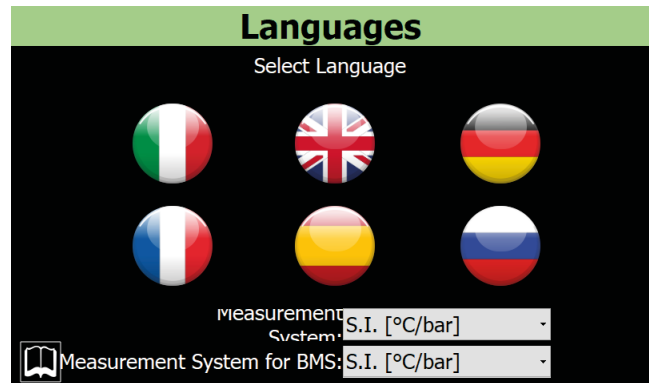 Languages
Select Language
Measurement
System:
S.I. [°C/bar]
Measurement System for BMS:
S.I. [°C/bar]